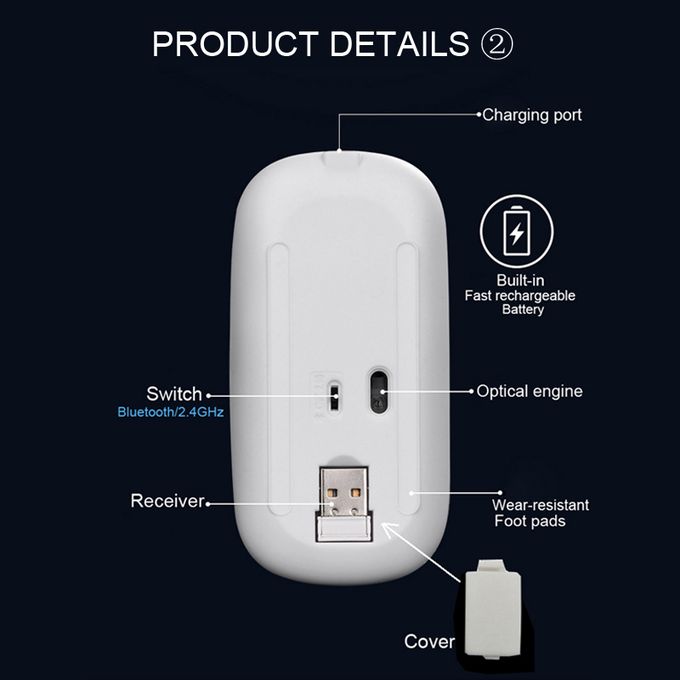 PRODUCT DETAILS ②
Charging port
Built-in
Fast rechargeable
Battery
Switch
Bluetooth/2.4GHz
Optical engine
Receiver
Wear-resistant
Foot pads
Cover